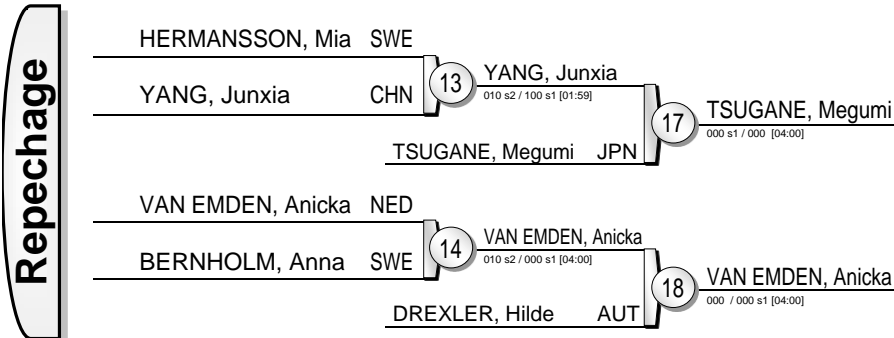 Repechage
HERMANSSON, Mia SWE
YANG, Junxia CHN
13
YANG, Junxia
010 s2 / 100 s1 [01:59]
TSUGANE, Megumi JPN
17
TSUGANE, Megumi
000 s1 / 000 [04:00]
VAN EMDEN, Anicka NED
BERNHOLM, Anna SWE
14
VAN EMDEN, Anicka
010 s2 / 000 s1 [04:00]
DREXLER, Hilde AUT
18
VAN EMDEN, Anicka
000 / 000 s1 [04:00]